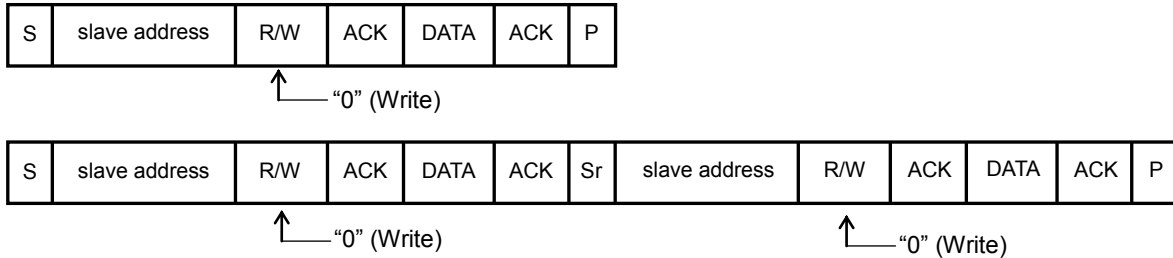 S slave address R/W ACK DATA ACK P
“0” (Write)
S slave address R/W ACK DATA ACK Sr slave address R/W ACK DATA ACK P
“0” (Write) “0” (Write)